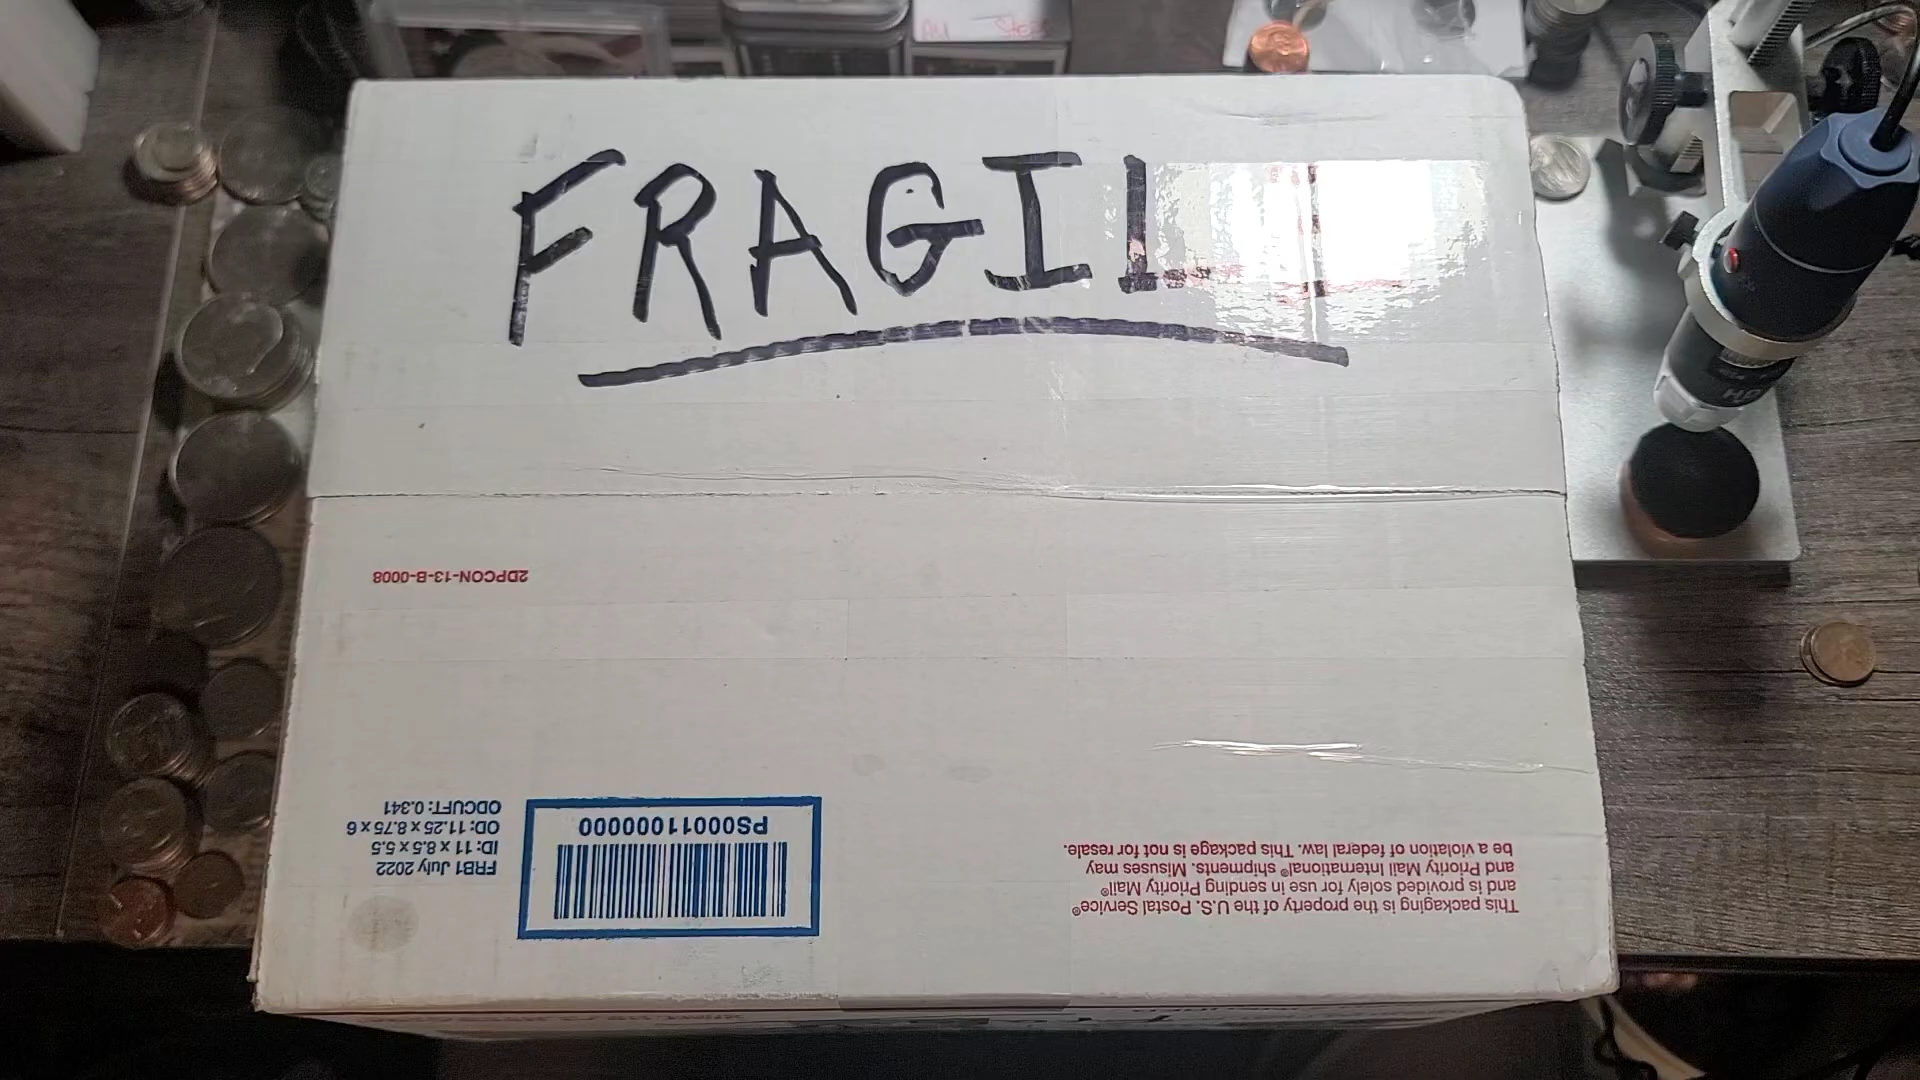 FRAGIL
2DPCON-13-B-0008
This packaging is the property of the U.S. Postal Service®
and is provided solely for use in sending Priority Mail®
and Priority Mail International® shipments. Misuses may
be a violation of federal law. This package is not for resale.
PS00011000000
FRB1 July 2022
ID: 11 x 8.5 x 5.5
OD: 11.25 x 8.75 x 6
ODCUFT: 0.341